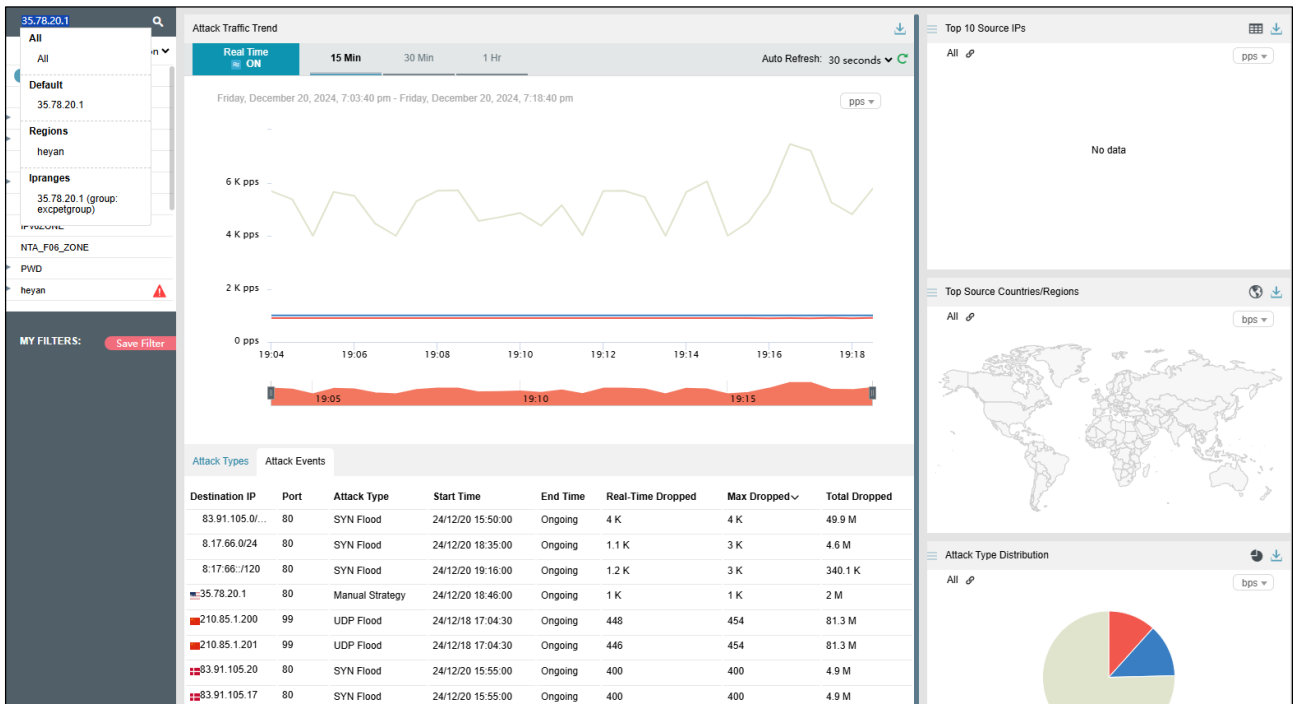 35.78.20.1
All
All
Default
35.78.20.1
Regions
heyan
Ipranges
35.78.20.1 (group:
excpetgroup)
NTA_F06_ZONE
PWD
heyan
MY FILTERS:
Save Filter
Attack Traffic Trend
Real Time
ON
15 Min
30 Min
1 Hr
Auto Refresh: 30 seconds
Friday, December 20, 2024, 7:03:40 pm - Friday, December 20, 2024, 7:18:40 pm
pps
6 K pps
4 K pps
2 K pps
0 pps
19:04 19:06 19:08 19:10 19:12 19:14 19:16 19:18
19:05 19:10 19:15
Attack Types Attack Events
Destination IP Port Attack Type Start Time End Time Real-Time Dropped Max Dropped Total Dropped
83.91.105.0/... 80 SYN Flood 24/12/20 15:50:00 Ongoing 4 K 4 K 49.9 M
8.17.66.0/24 80 SYN Flood 24/12/20 18:35:00 Ongoing 1.1 K 3 K 4.6 M
8:17:66::/120 80 SYN Flood 24/12/20 19:16:00 Ongoing 1.2 K 3 K 340.1 K
35.78.20.1 80 Manual Strategy 24/12/20 18:46:00 Ongoing 1 K 1 K 2 M
210.85.1.200 99 UDP Flood 24/12/18 17:04:30 Ongoing 448 454 81.3 M
210.85.1.201 99 UDP Flood 24/12/18 17:04:30 Ongoing 446 454 81.3 M
83.91.105.20 80 SYN Flood 24/12/20 15:55:00 Ongoing 400 400 4.9 M
83.91.105.17 80 SYN Flood 24/12/20 15:55:00 Ongoing 400 400 4.9 M
Top 10 Source IPs
All
pps
No data
Top Source Countries/Regions
All
bps
Attack Type Distribution
All
bps